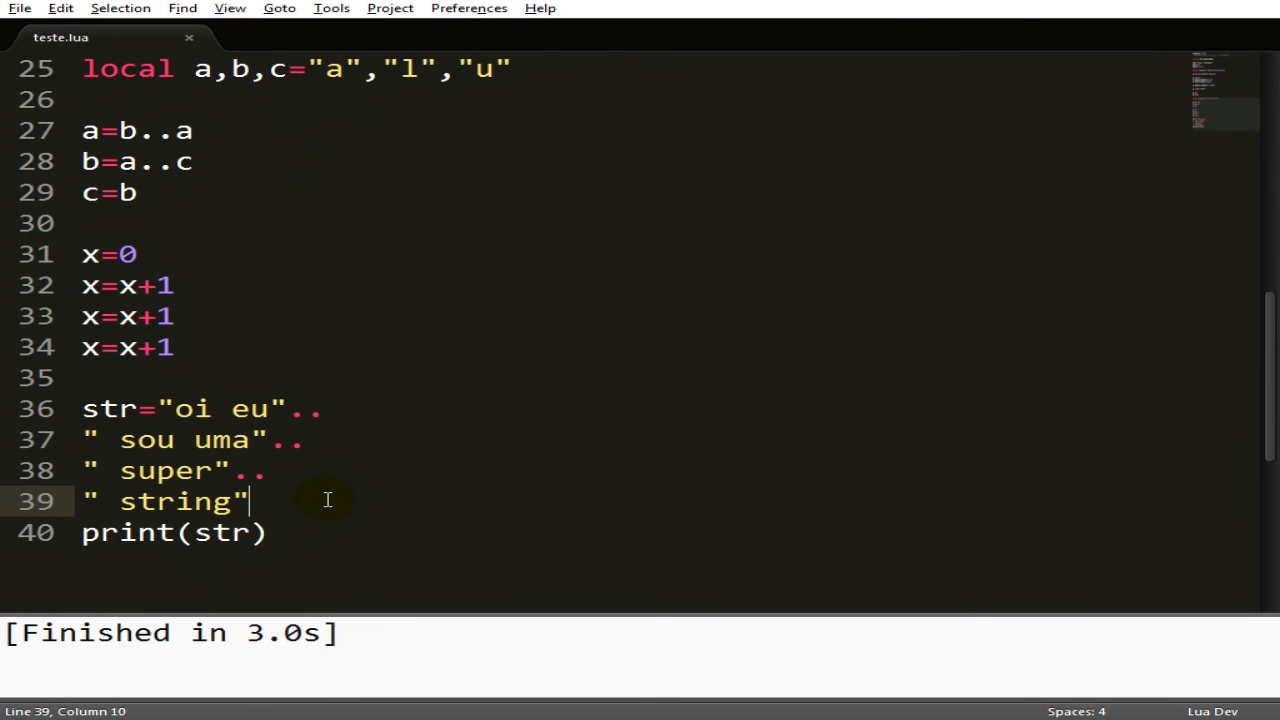 File Edit Selection Find View Goto Tools Project Preferences Help
teste.lua ×
25 local a,b,c="a","l","u"
26
27 a=b..a
28 b=a..c
29 c=b
30
31 x=0
32 x=x+1
33 x=x+1
34 x=x+1
35
36 str="oi eu"..
37 " sou uma"..
38 " super"..
39 " string"
40 print(str)
[Finished in 3.0s]
Line 39, Column 10 Spaces: 4 Lua Dev